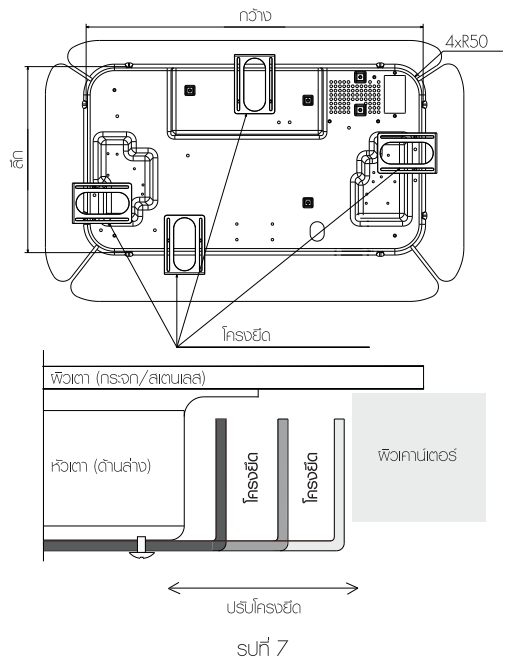 กว้าง
4xR50
ลึก
โครงยึด
ผิวเตา (กระจก/สเตนเลส)
หัวเตา (ด้านล่าง)
โครงยึด
โครงยึด
ผิวเคาน์เตอร์
ปรับโครงยึด
รูปที่ 7